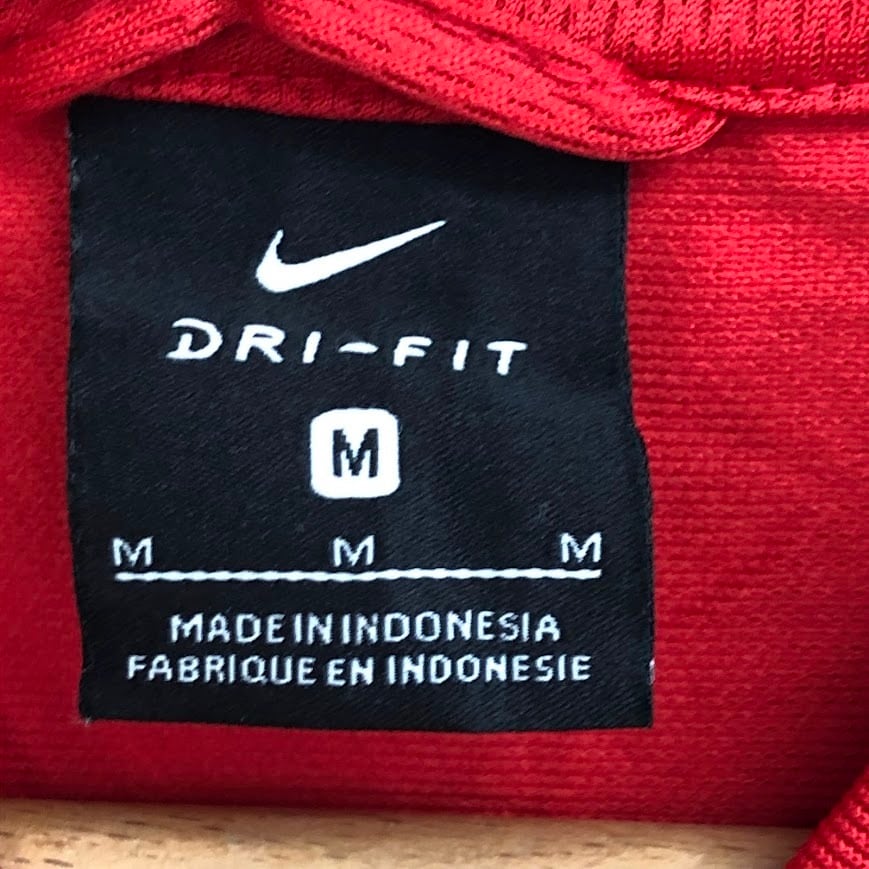 DRI-FIT
M
M M M
MADE IN INDONESIA
FABRIQUE EN INDONESIE